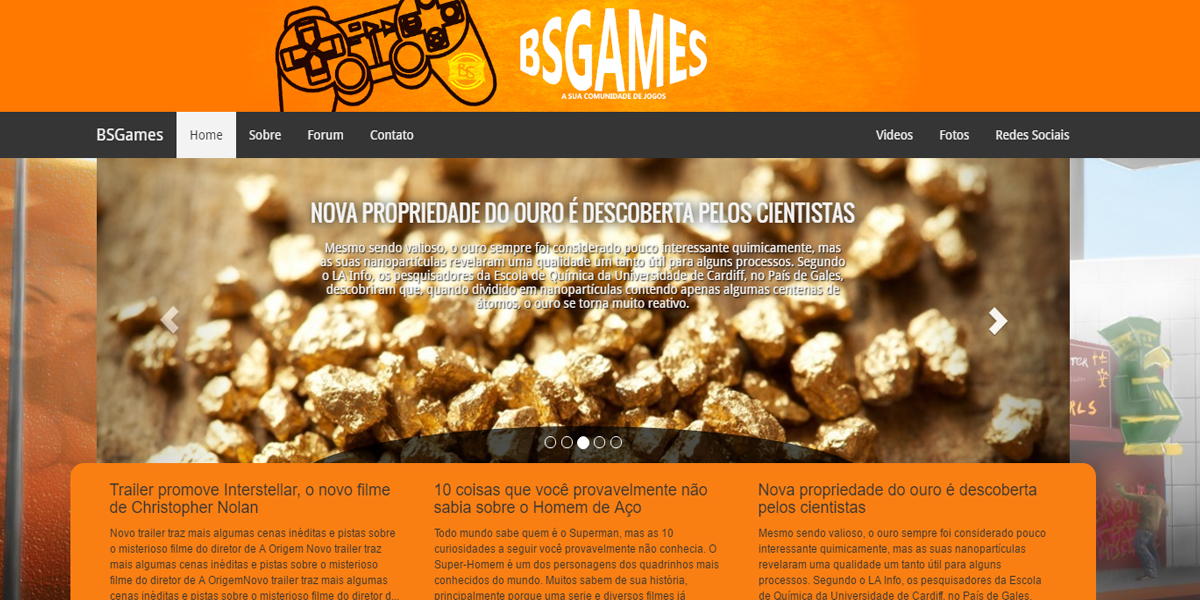 BSGAMES
A SUA COMUNIDADE DE JOGOS
BS
BSGames Home Sobre Forum Contato Videos Fotos Redes Sociais
NOVA PROPRIEDADE DO OURO É DESCOBERTA PELOS CIENTISTAS
Mesmo sendo valioso, o ouro sempre foi considerado pouco interessante quimicamente, mas
as suas nanopartículas revelaram uma qualidade um tanto útil para alguns processos. Segundo
o LA Info, os pesquisadores da Escola de Química da Universidade de Cardiff, no País de Gales,
descobriram que, quando dividido em nanopartículas contendo apenas algumas centenas de
átomos, o ouro se torna muito reativo.
Trailer promove Interstellar, o novo filme
de Christopher Nolan
Novo trailer traz mais algumas cenas inéditas e pistas sobre
o misterioso filme do diretor de A Origem Novo trailer traz
mais algumas cenas inéditas e pistas sobre o misterioso
filme do diretor de A OrigemNovo trailer traz mais algumas
cenas inéditas e pistas sobre o misterioso filme do diretor d...
10 coisas que você provavelmente não
sabia sobre o Homem de Aço
Todo mundo sabe quem é o Superman, mas as 10
curiosidades a seguir você provavelmente não conhecia. O
Super-Homem é um dos personagens dos quadrinhos mais
conhecidos do mundo. Muitos sabem de sua história,
principalmente porque uma serie e diversos filmes já
Nova propriedade do ouro é descoberta
pelos cientistas
Mesmo sendo valioso, o ouro sempre foi considerado pouco
interessante quimicamente, mas as suas nanopartículas
revelaram uma qualidade um tanto útil para alguns
processos. Segundo o LA Info, os pesquisadores da Escola
de Química da Universidade de Cardiff, no País de Gales,